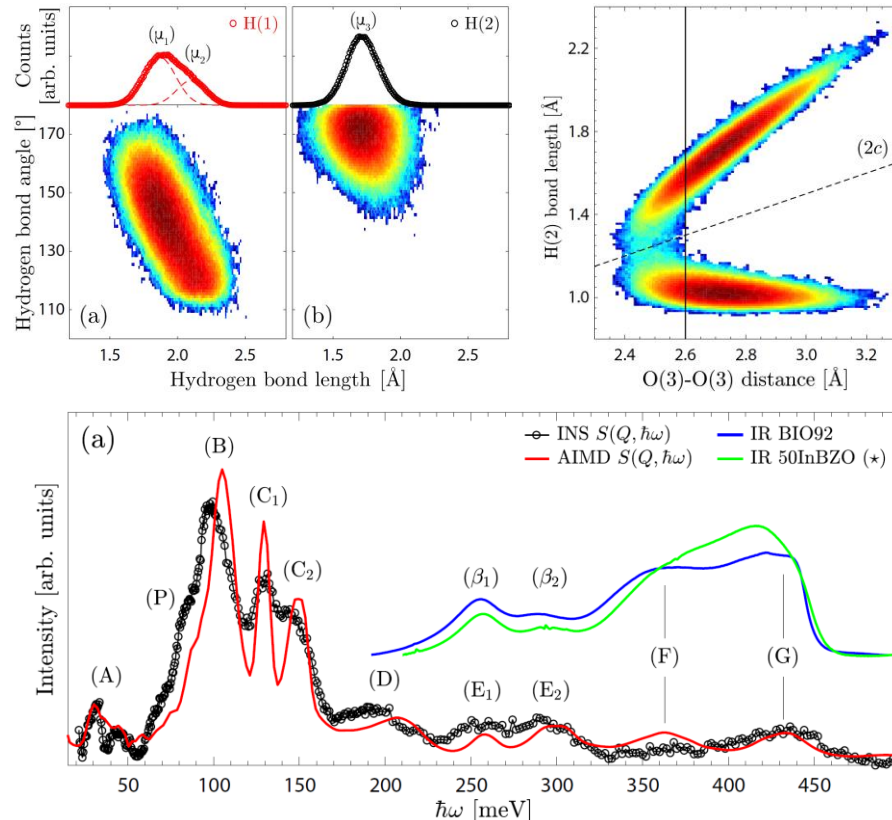 Counts
[arb. units]
(μ₁)
(μ₂)
H(1)
(μ₃)
H(2)
Hydrogen bond angle [°]
170
150
130
110
(a)
(b)
1.5
2.0
2.5
1.5
2.0
2.5
Hydrogen bond length [Å]
H(2) bond length [Å]
2.2
1.8
1.4
1.0
(2c)
2.4
2.6
2.8
3.0
3.2
O(3)-O(3) distance [Å]
(a)
INS S(Q, ħω)
AIMD S(Q, ħω)
IR BIO92
IR 50InBZO (⋆)
Intensity [arb. units]
(A)
(P)
(B)
(C₁)
(C₂)
(D)
(β₁)
(β₂)
(E₁)
(E₂)
(F)
(G)
50
100
150
200
250
300
350
400
450
ħω [meV]